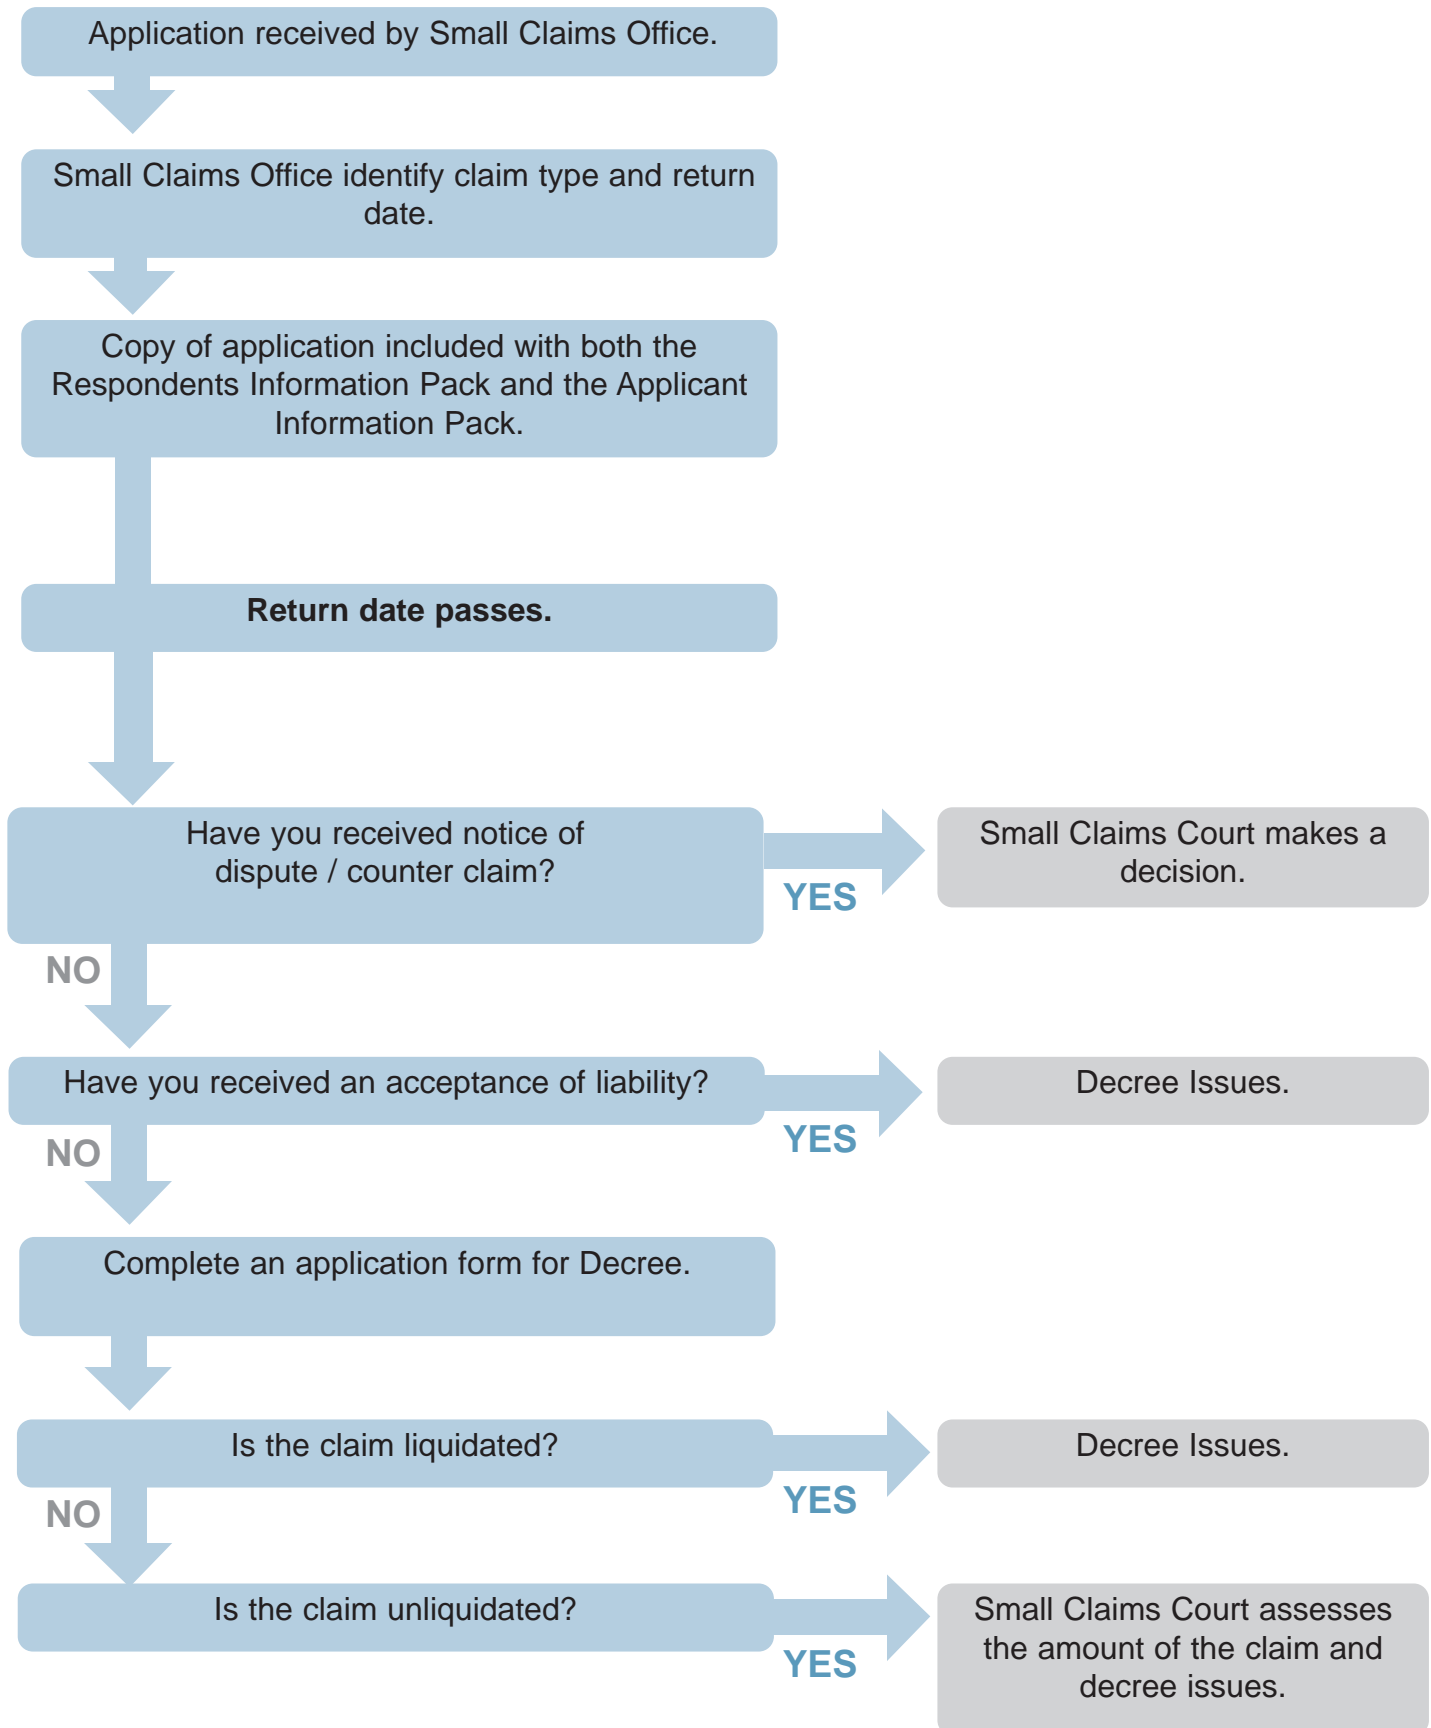 Application received by Small Claims Office.
Small Claims Office identify claim type and return
date.
Copy of application included with both the
Respondents Information Pack and the Applicant
Information Pack.
Return date passes.
Have you received notice of
dispute / counter claim?
YES
Small Claims Court makes a
decision.
NO
Have you received an acceptance of liability?
YES
Decree Issues.
NO
Complete an application form for Decree.
Is the claim liquidated?
YES
Decree Issues.
NO
Is the claim unliquidated?
YES
Small Claims Court assesses
the amount of the claim and
decree issues.